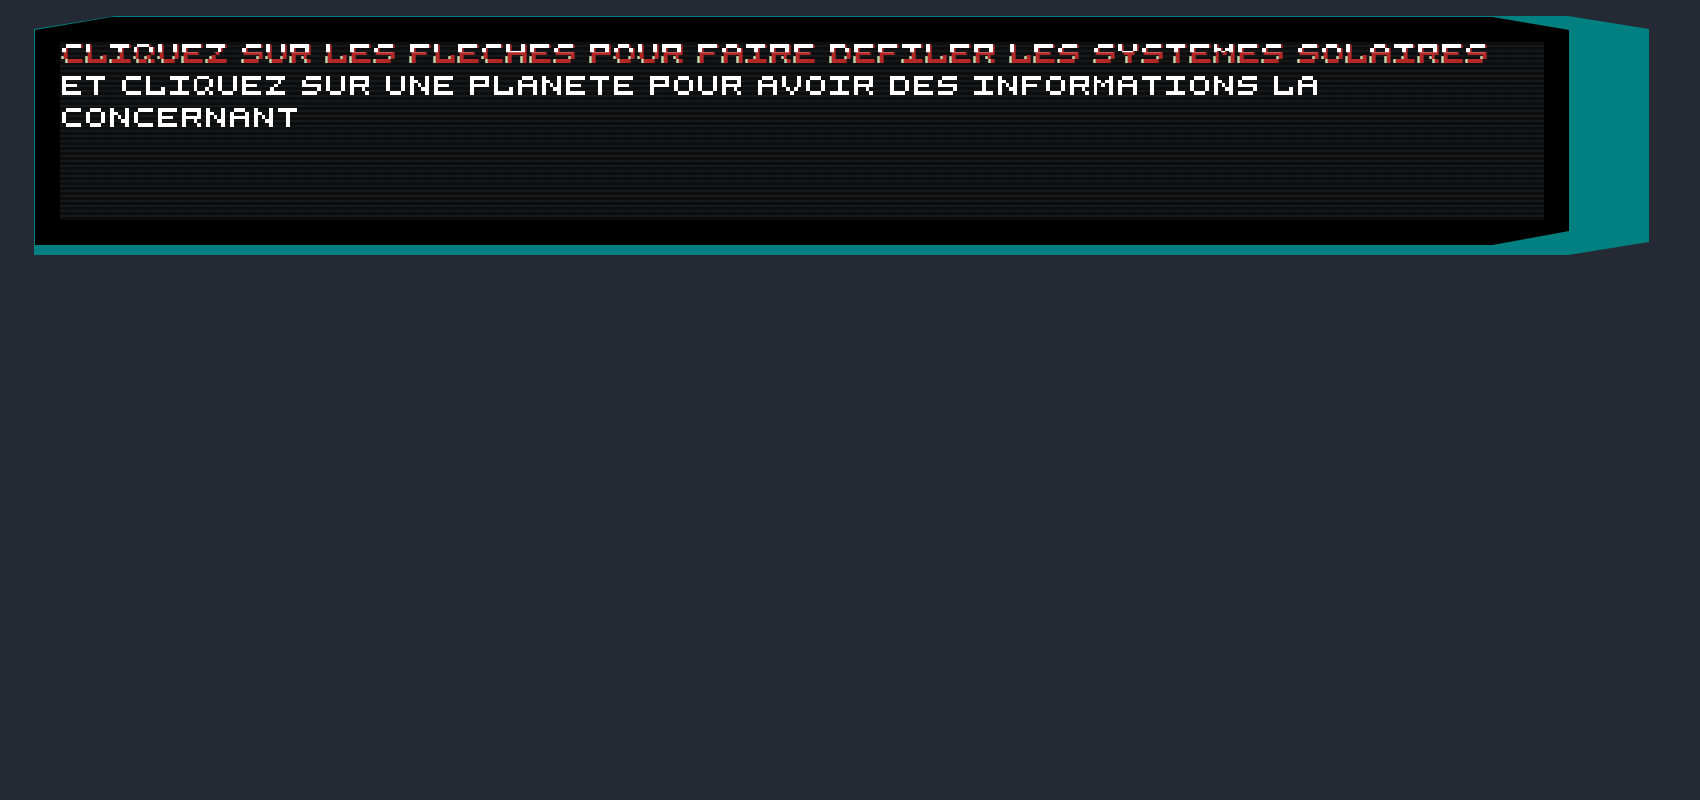 CLIQUEZ SUR LES FLECHES POUR FAIRE DEFILER LES SYSTEMES SOLAIRES
ET CLIQUEZ SUR UNE PLANETE POUR AVOIR DES INFORMATIONS LA
CONCERNANT